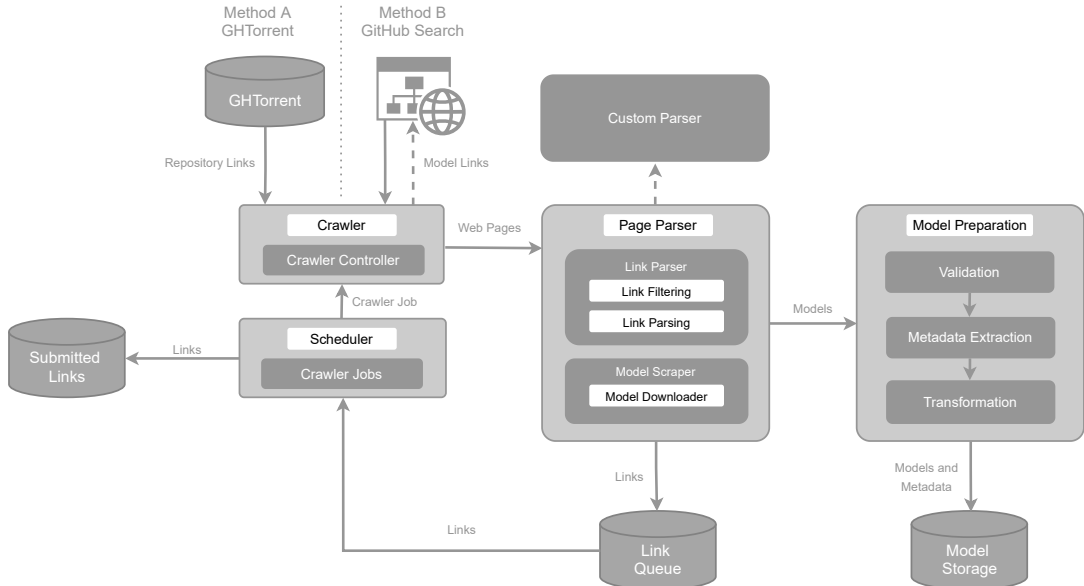 Method A
GHTorrent
Method B
GitHub Search
GHTorrent
Custom Parser
Repository Links
Model Links
Crawler
Crawler Controller
Web Pages
Page Parser
Link Parser
Link Filtering
Link Parsing
Model Scraper
Model Downloader
Models
Model Preparation
Validation
Metadata Extraction
Transformation
Crawler Job
Scheduler
Crawler Jobs
Links
Submitted
Links
Links
Models and
Metadata
Links
Link
Queue
Model
Storage